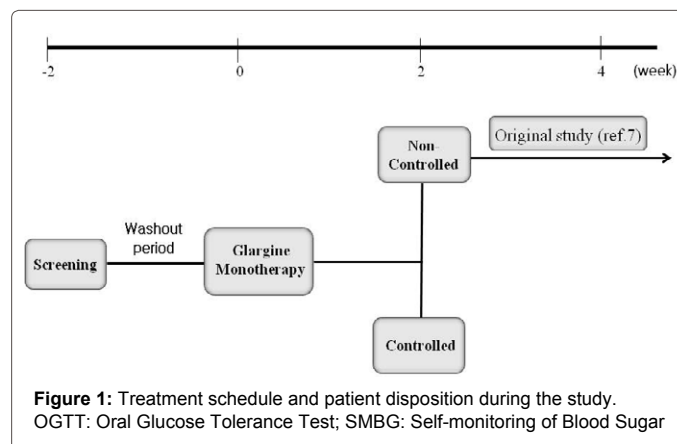 -2 0 2 4 (week)
Non-
Controlled
Original study (ref.7)
Washout
period
Screening
Glargine
Monotherapy
Controlled
Figure 1: Treatment schedule and patient disposition during the study.
OGTT: Oral Glucose Tolerance Test; SMBG: Self-monitoring of Blood Sugar